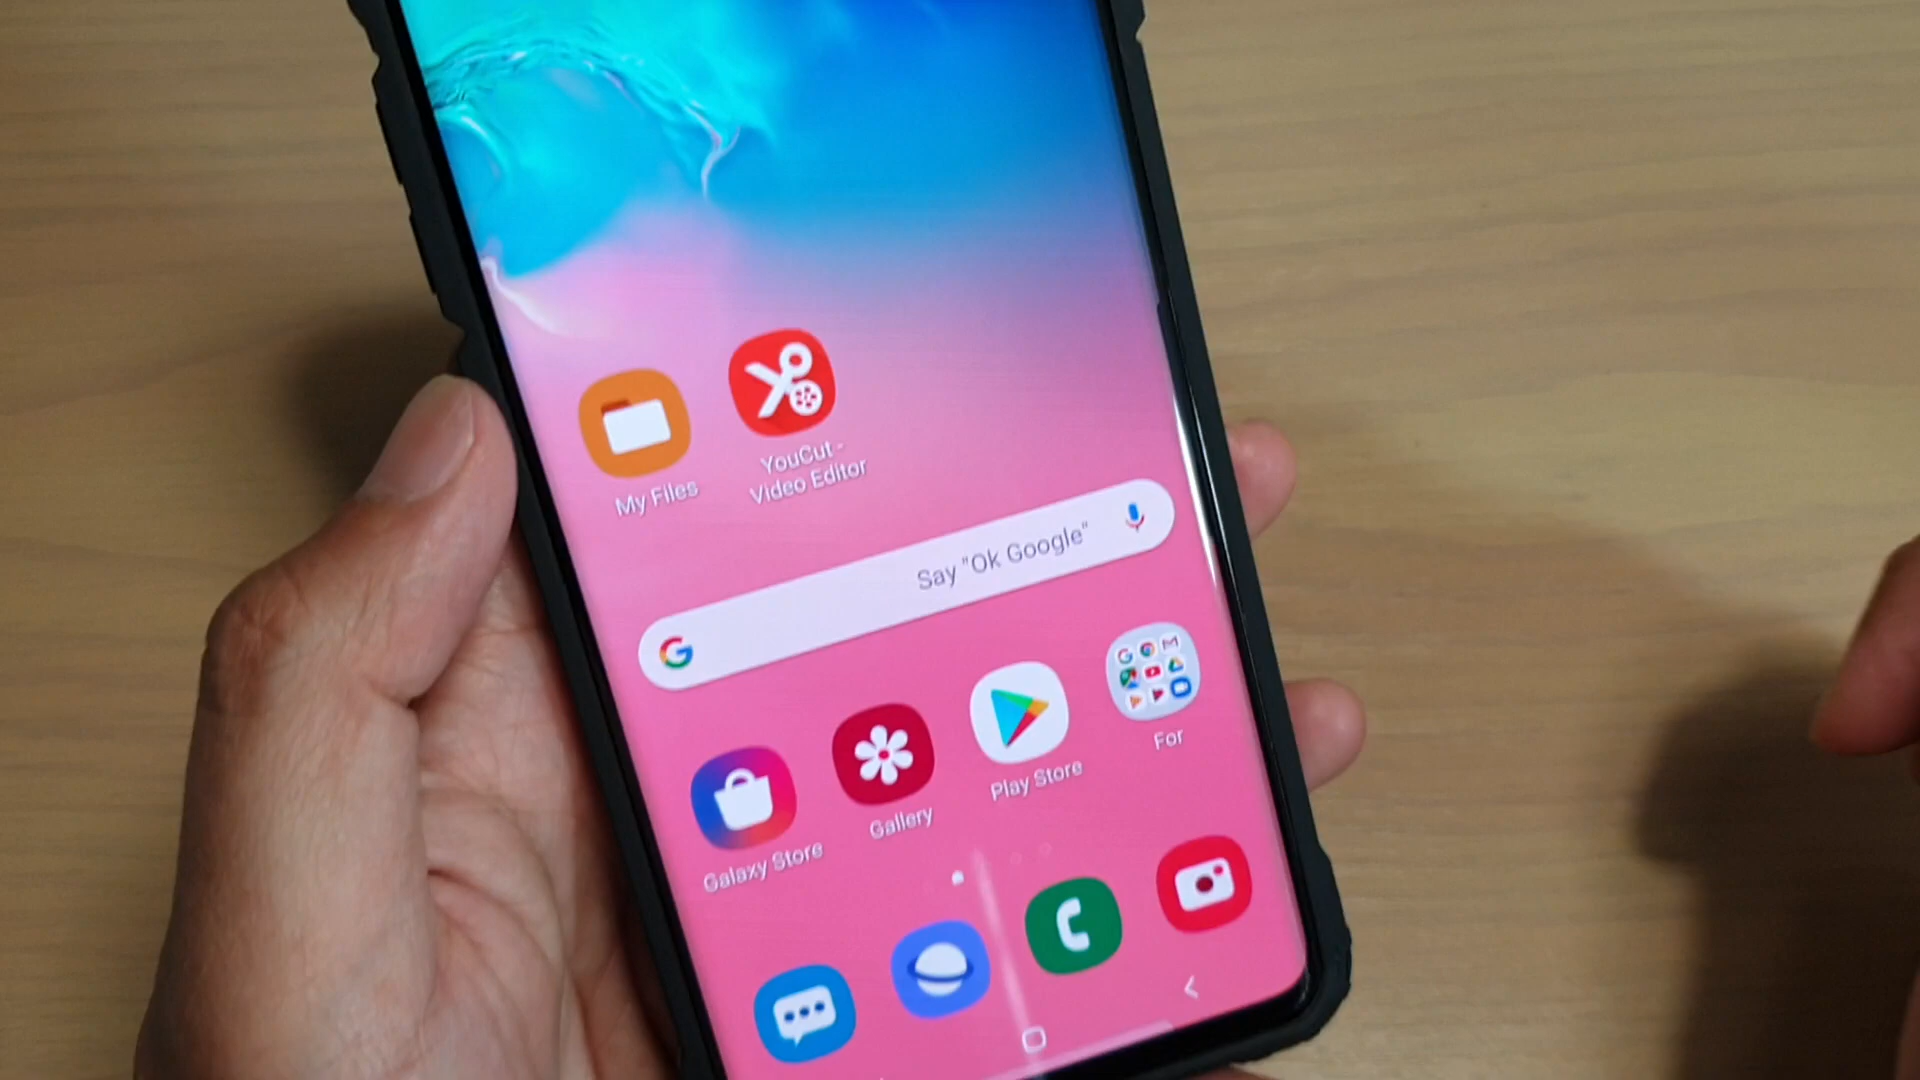 My Files
YouCut -
Video Editor
Say "Ok Google"
Galaxy Store
Gallery
Play Store
For